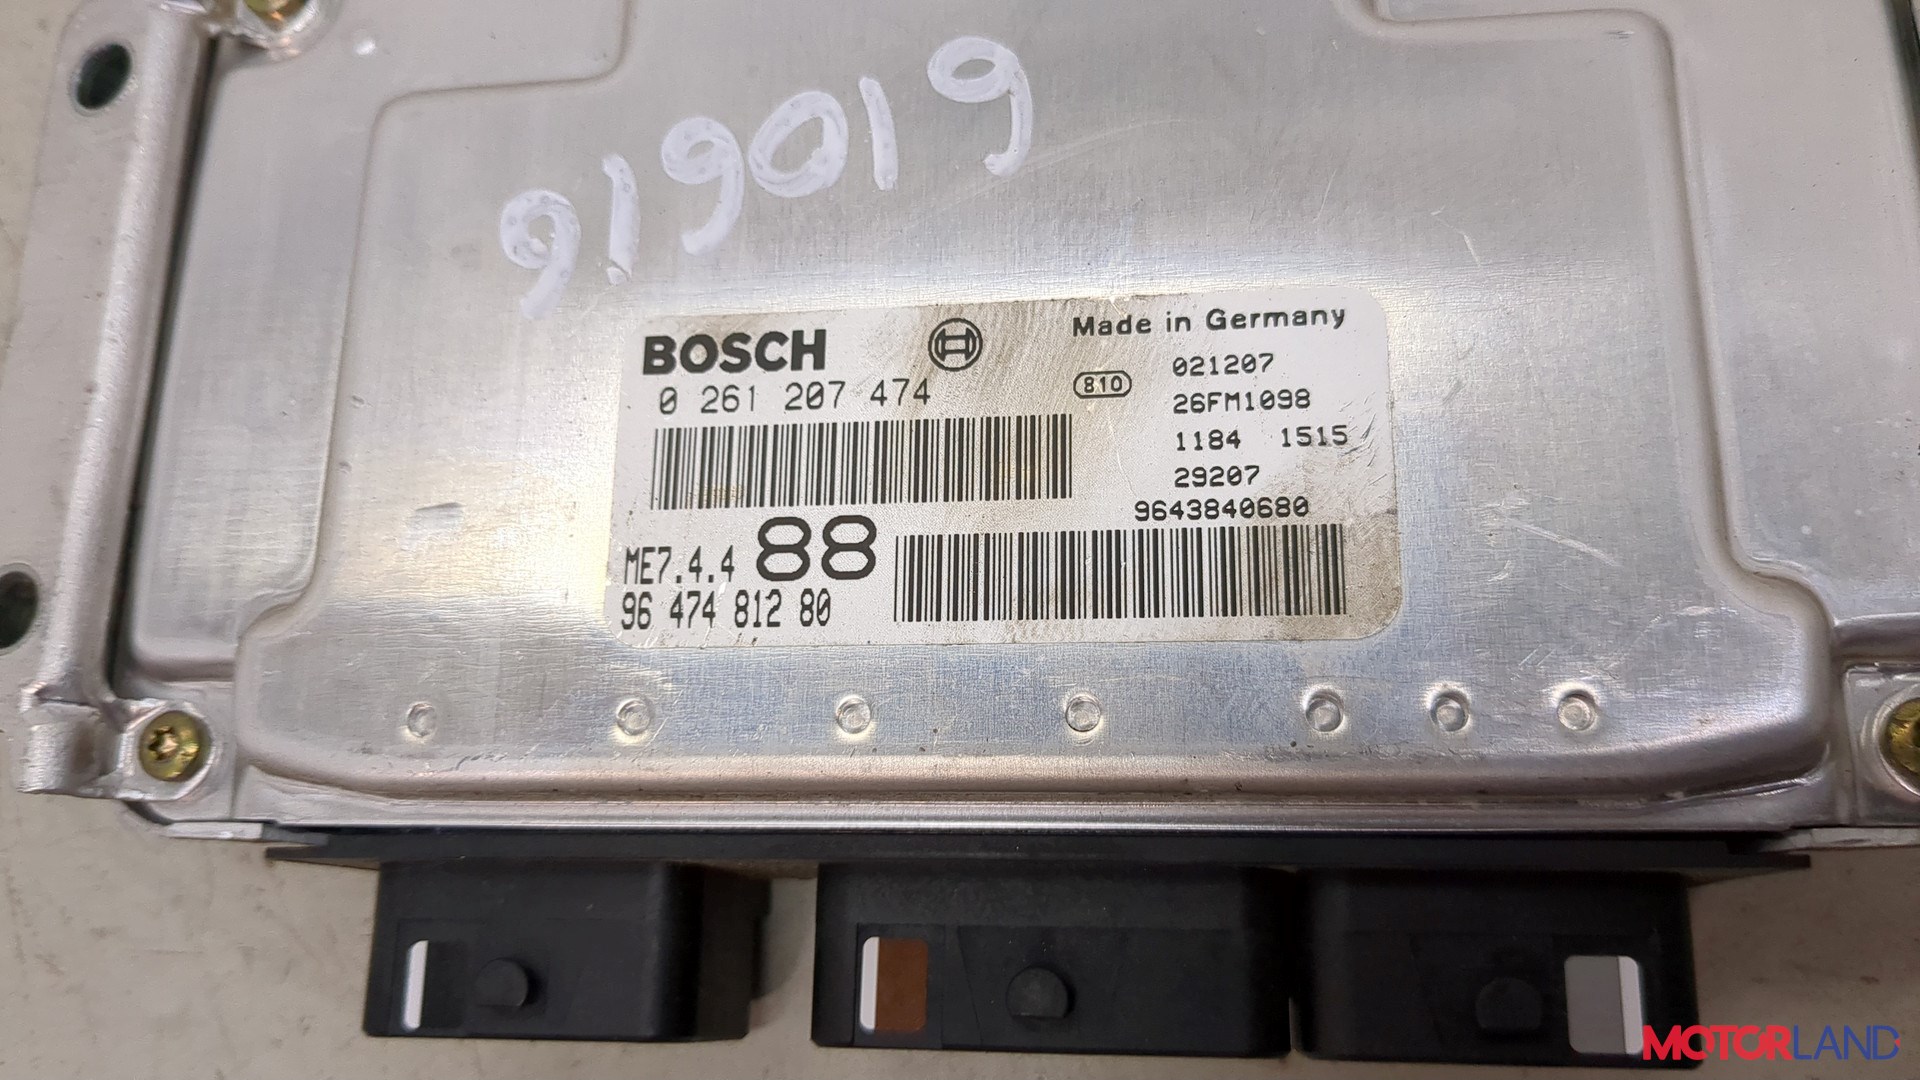 919019
BOSCH
Made in Germany
0 261 207 474
810
021207
26FM1098
1184 1515
29207
9643840680
ME7.4.4 88
96 474 812 80
MOTORLAND